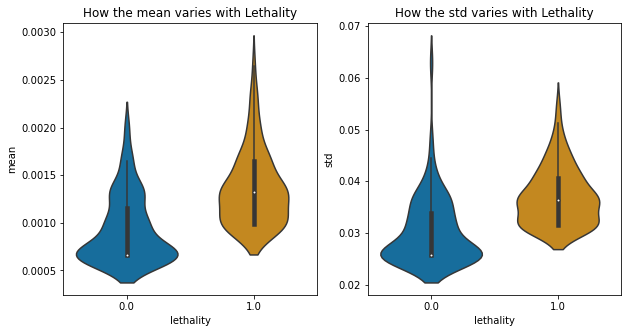 How the mean varies with Lethality
0.0030
0.0025
0.0020
0.0015
0.0010
0.0005
mean
0.0
1.0
lethality
How the std varies with Lethality
0.07
0.06
0.05
0.04
0.03
0.02
std
0.0
1.0
lethality